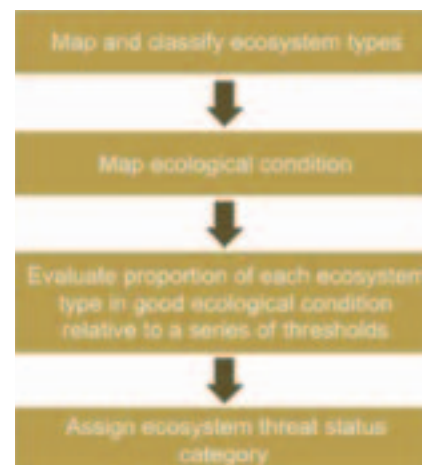 Map and classify ecosystem types
Map ecological condition
Evaluate proportion of each ecosystem
type in good ecological condition
relative to a series of thresholds
Assign ecosystem threat status
category